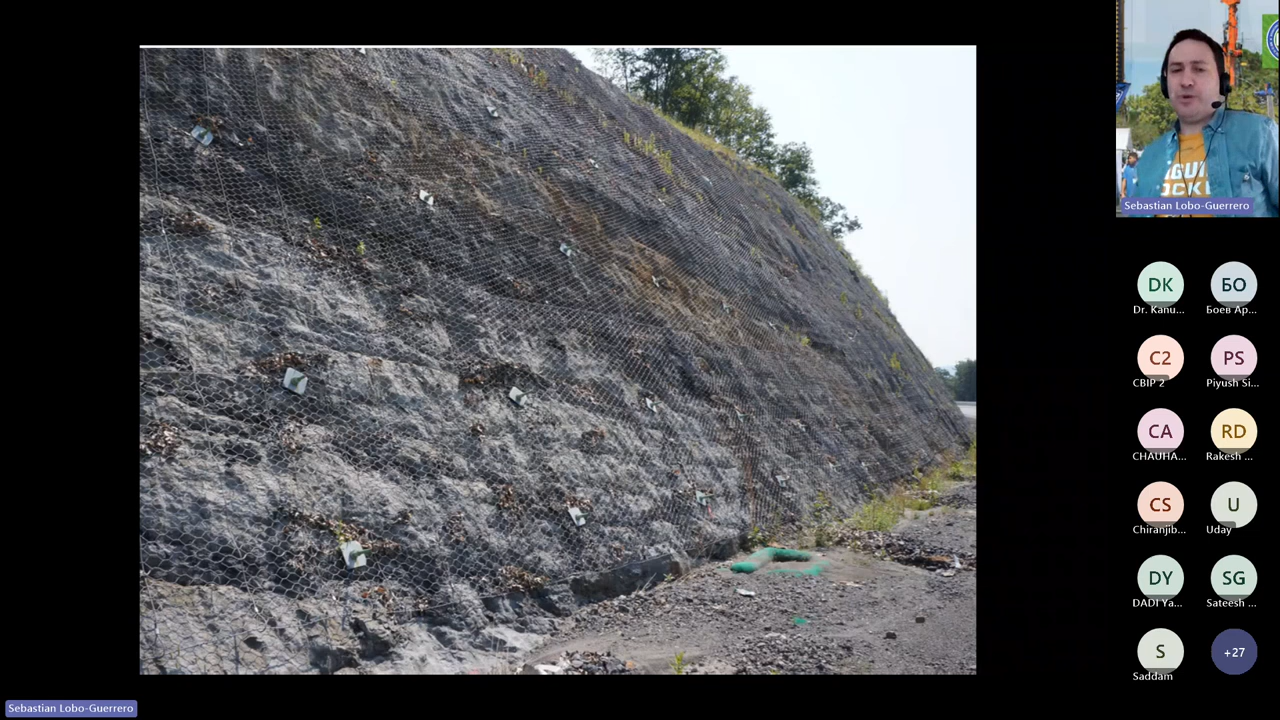 Sebastian Lobo-Guerrero
DK
Dr. Kanu...
БО
Боев Ар...
C2
CBIP 2
PS
Piyush Si...
CA
CHAUHA...
RD
Rakesh ...
CS
Chiranjib...
U
Uday
DY
DADI Ya...
SG
Sateesh ...
S
Saddam
+27
Sebastian Lobo-Guerrero